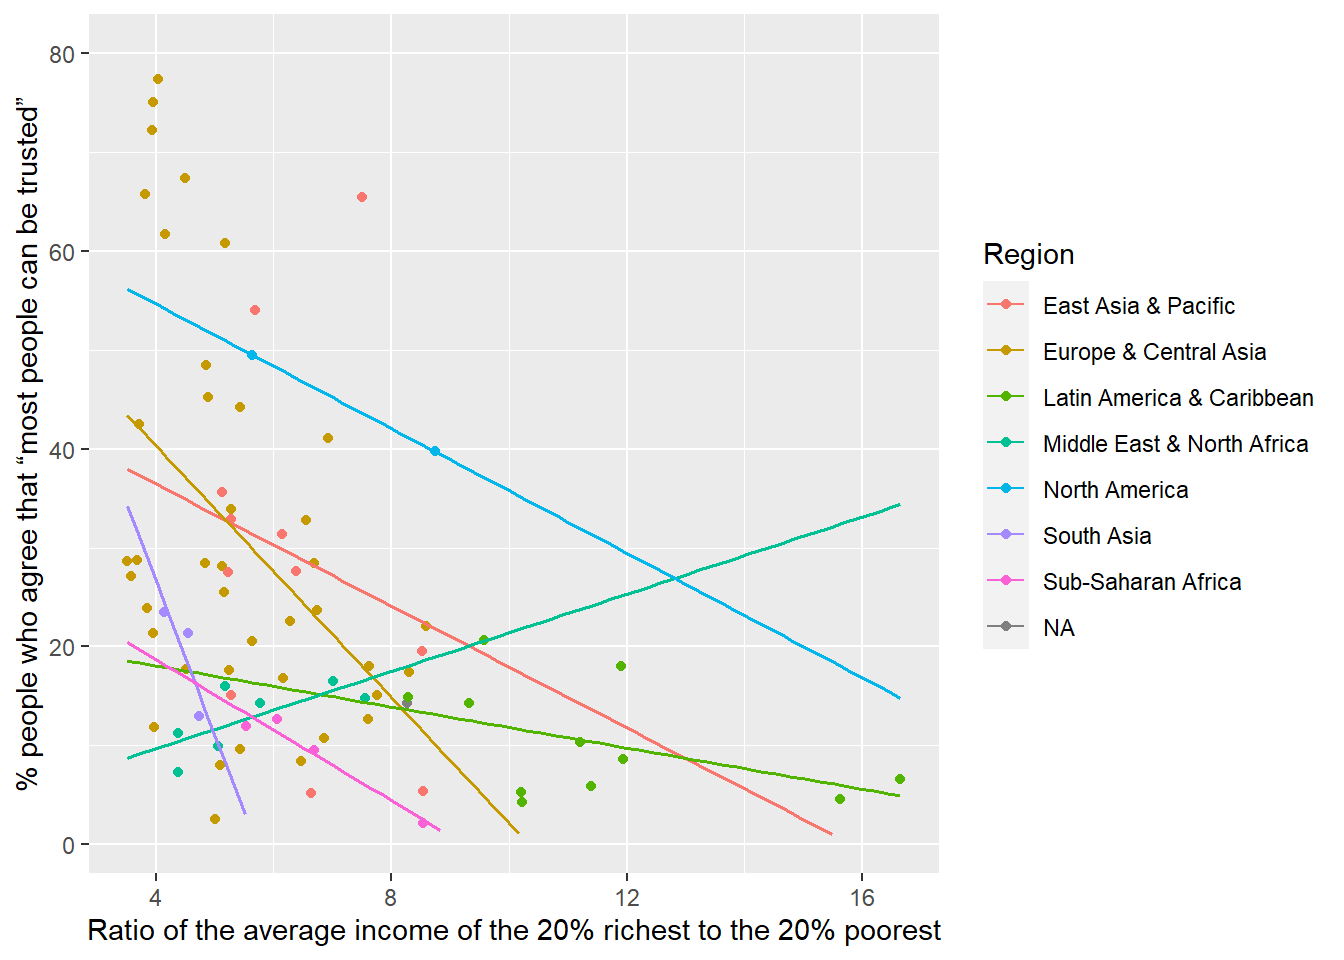 80
60
40
20
0
4
8
12
16
% people who agree that “most people can be trusted”
Ratio of the average income of the 20% richest to the 20% poorest
Region
East Asia & Pacific
Europe & Central Asia
Latin America & Caribbean
Middle East & North Africa
North America
South Asia
Sub-Saharan Africa
NA